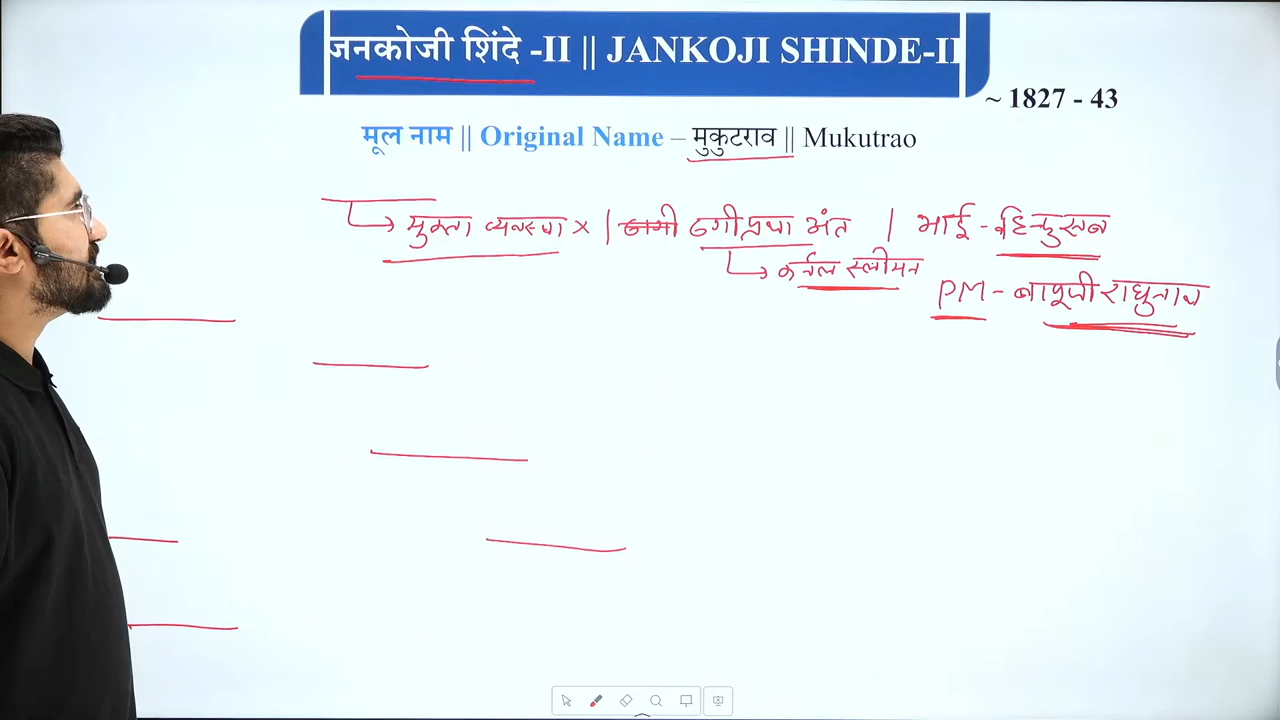 जनकोजी शिंदे -II || JANKOJI SHINDE-II
~ 1827 - 43
मूल नाम || Original Name – मुकुटराव || Mukutrao
व्यवस्था × | ठगीप्रथा अंत | भाई - हिन्दुराव
कर्नल स्लीमन
PM - बापूजी राघुनाथ